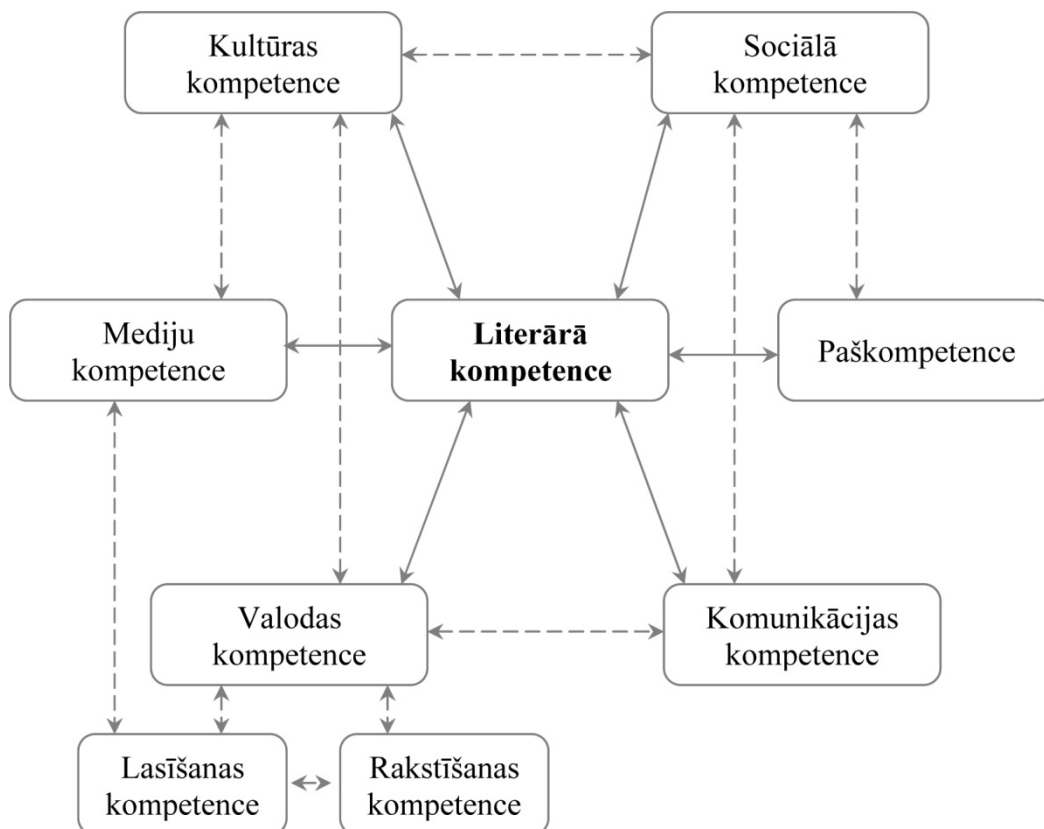 Kultūras
kompetence
Sociālā
kompetence
Mediju
kompetence
Literārā
kompetence
Paškompetence
Valodas
kompetence
Komunikācijas
kompetence
Lasīšanas
kompetence
Rakstīšanas
kompetence